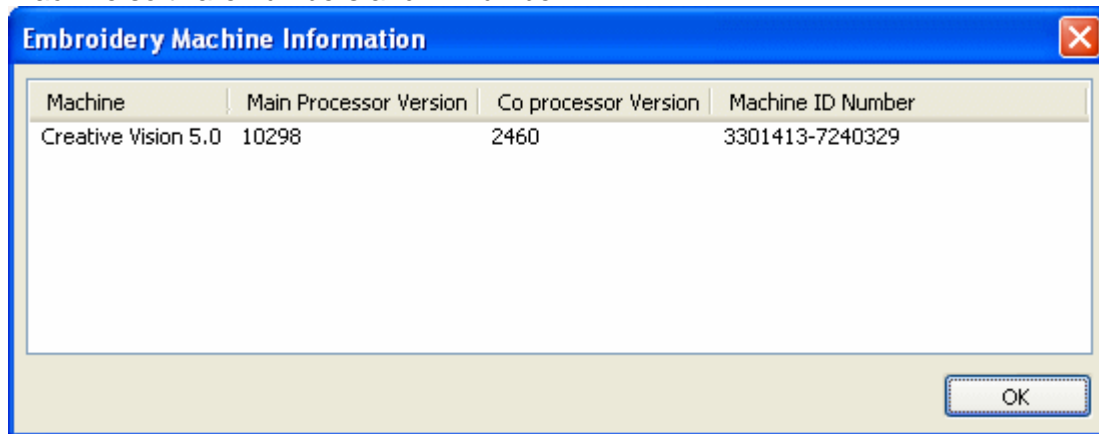 Embroidery Machine Information
Machine Main Processor Version Co processor Version Machine ID Number
Creative Vision 5.0 10298 2460 3301413-7240329
OK